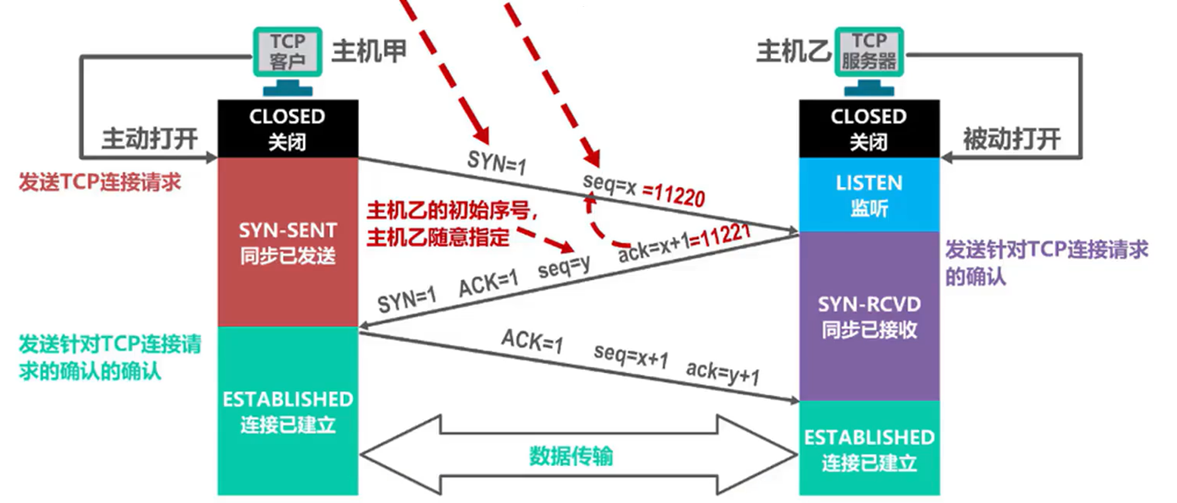 TCP
客户
主机甲
主机乙
TCP
服务器
CLOSED
关闭
CLOSED
关闭
主动打开
被动打开
发送TCP连接请求
SYN=1
seq=x =11220
LISTEN
监听
SYN-SENT
同步已发送
主机乙的初始序号，
主机乙随意指定
SYN=1 ACK=1 seq=y ack=x+1=11221
发送针对TCP连接请求
的确认
SYN-RCVD
同步已接收
发送针对TCP连接请
求的确认的确认
ACK=1 seq=x+1 ack=y+1
ESTABLISHED
连接已建立
ESTABLISHED
连接已建立
数据传输